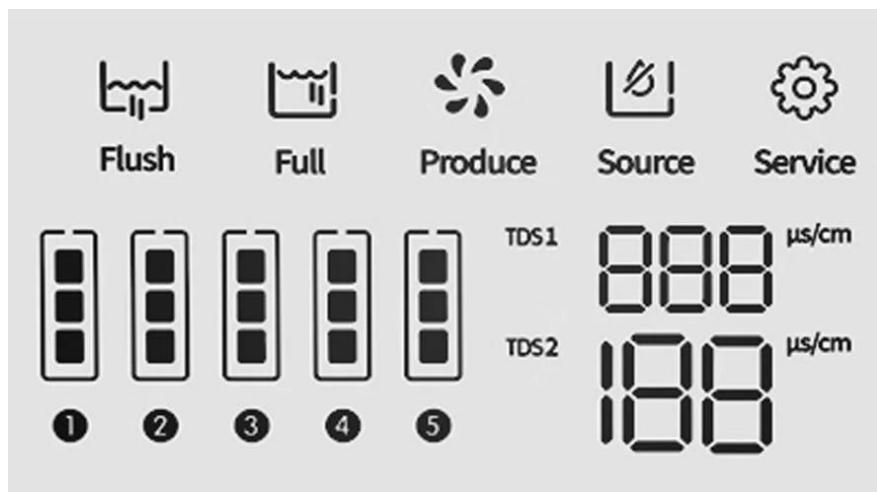 Flush Full Produce Source Service
TDS1 888 µs/cm
TDS2 188 µs/cm
1 2 3 4 5